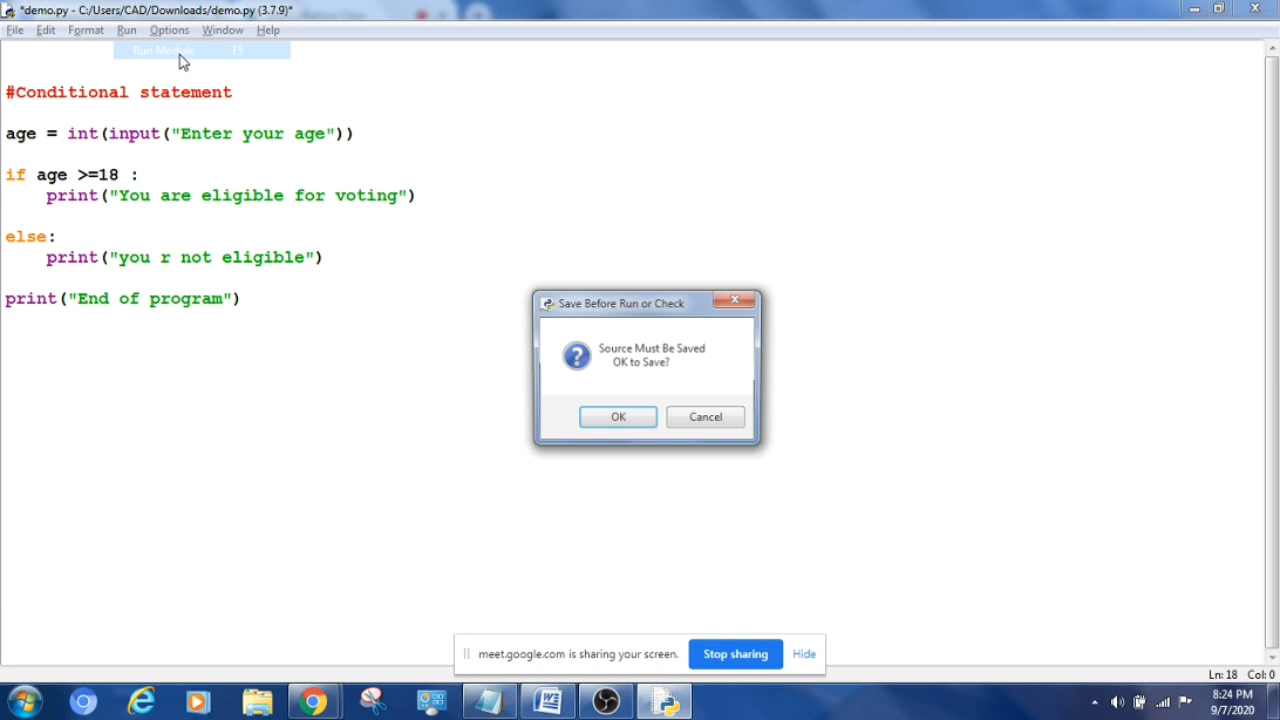 *demo.py - C:/Users/CAD/Downloads/demo.py (3.7.9)*
File Edit Format Run Options Window Help
Run Module F5
#Conditional statement
age = int(input("Enter your age"))
if age >=18 :
print("You are eligible for voting")
else:
print("you r not eligible")
print("End of program")
Save Before Run or Check
Source Must Be Saved
OK to Save?
OK Cancel
meet.google.com is sharing your screen. Stop sharing Hide
Ln: 18 Col: 0
8:24 PM
9/7/2020